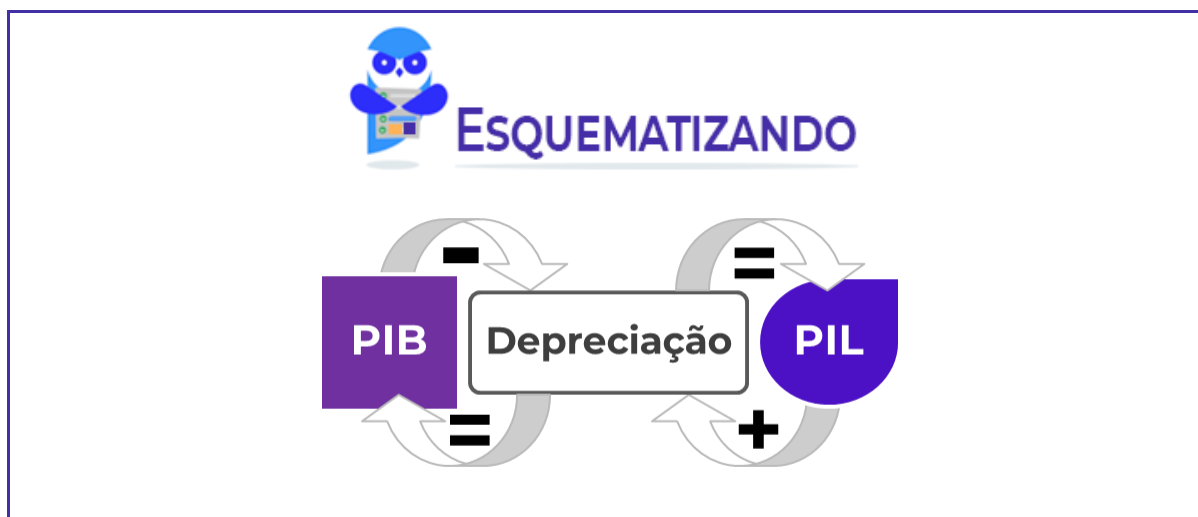 ESQUEMATIZANDO
-
=
PIB
Depreciação
PIL
=
+